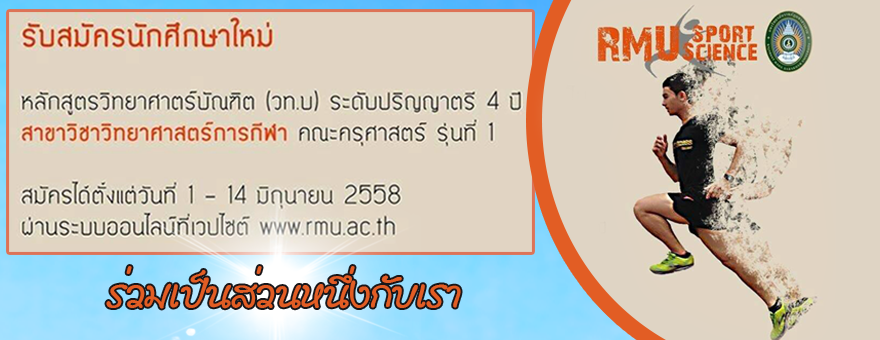 รับสมัครนักศึกษาใหม่
หลักสูตรวิทยาศาตร์บัณฑิต (วท.บ) ระดับปริญญาตรี 4 ปี
สาขาวิชาวิทยาศาสตร์การกีฬา คณะครุศาสตร์ รุ่นที่ 1
สมัครได้ตั้งแต่วันที่ 1 - 14 มิถุนายน 2558
ผ่านระบบออนไลน์ที่เวปไซต์ www.rmu.ac.th
ร่วมเป็นส่วนหนึ่งกับเรา
RMU SPORT SCIENCE